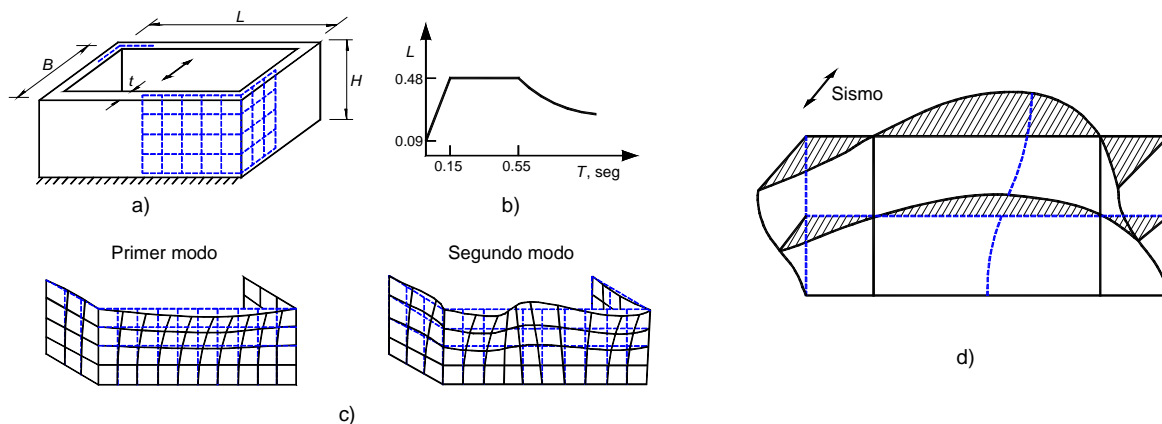 L
B
t
H
a)
L
0.48
0.09
0.15
0.55
T, seg
b)
Primer modo
Segundo modo
c)
Sismo
d)